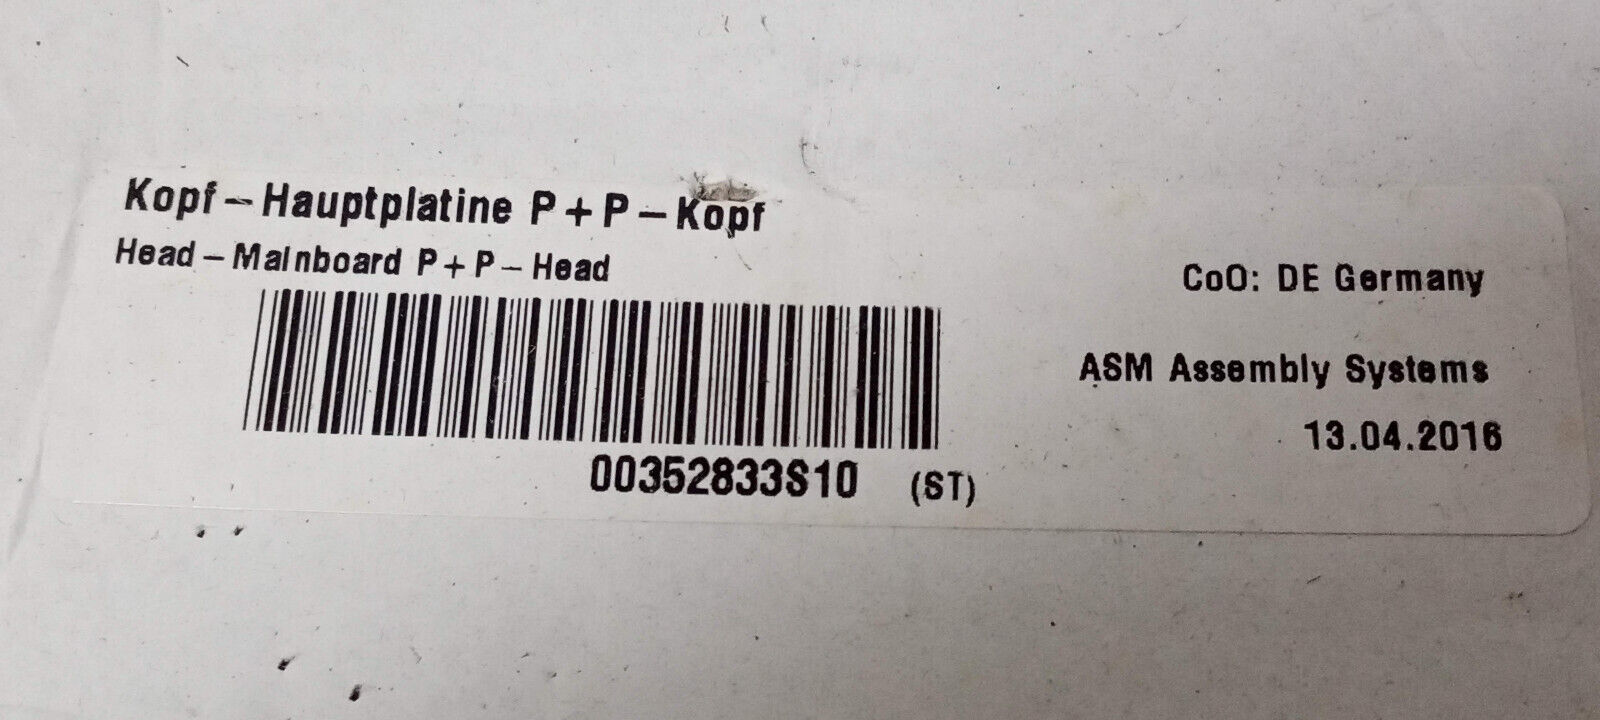 Kopf-Hauptplatine P+P-Kopf
Head-Mainboard P+P-Head
CoO: DE Germany
ASM Assembly Systems
13.04.2016
00352833S10 (ST)